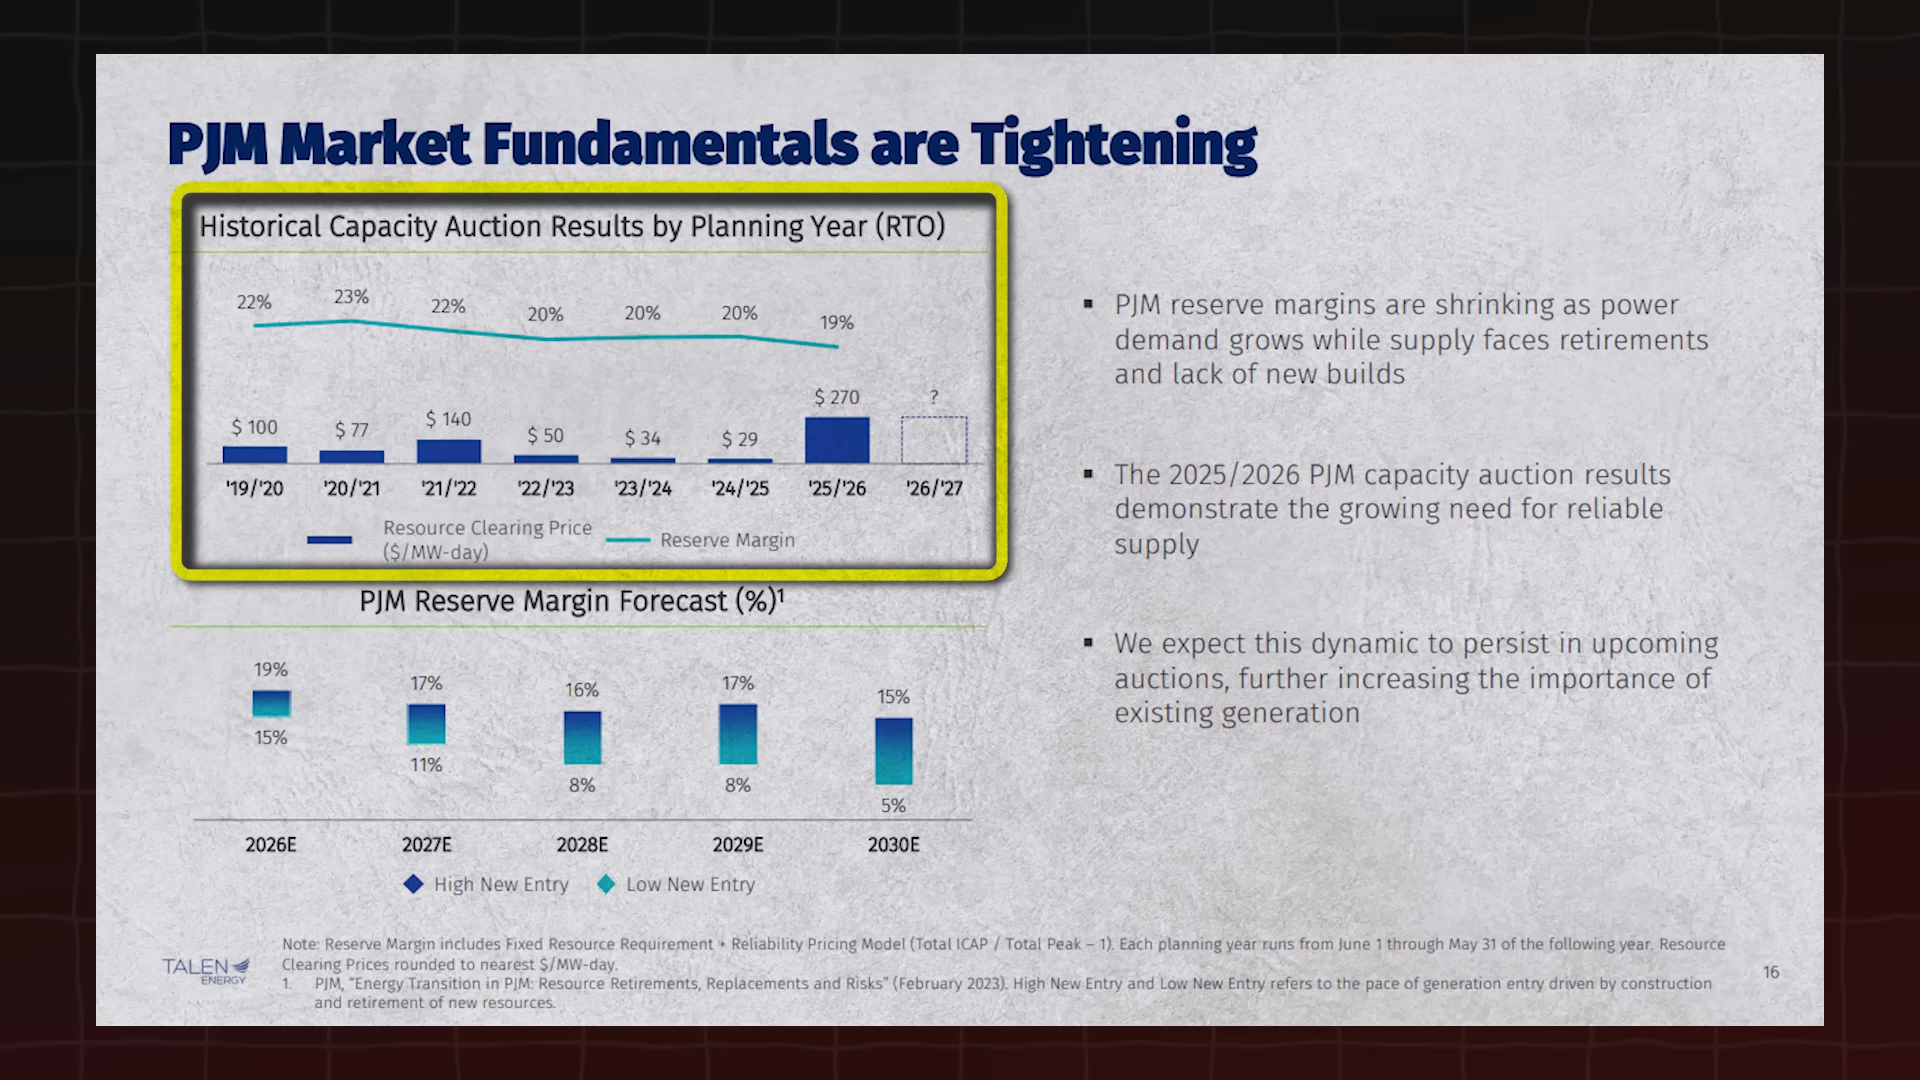 PJM Market Fundamentals are Tightening
Historical Capacity Auction Results by Planning Year (RTO)
22% 23% 22% 20% 20% 20% 19%
$ 100 $ 77 $ 140 $ 50 $ 34 $ 29 $ 270 ?
'19/'20 '20/'21 '21/'22 '22/'23 '23/'24 '24/'25 '25/'26 '26/'27
Resource Clearing Price
($/MW-day)
Reserve Margin
PJM Reserve Margin Forecast (%)¹
19% 17% 16% 17% 15%
15% 11% 8% 8% 5%
2026E 2027E 2028E 2029E 2030E
High New Entry Low New Entry
▪ PJM reserve margins are shrinking as power
demand grows while supply faces retirements
and lack of new builds
▪ The 2025/2026 PJM capacity auction results
demonstrate the growing need for reliable
supply
▪ We expect this dynamic to persist in upcoming
auctions, further increasing the importance of
existing generation
TALEN
ENERGY
Note: Reserve Margin includes Fixed Resource Requirement + Reliability Pricing Model (Total ICAP / Total Peak – 1). Each planning year runs from June 1 through May 31 of the following year. Resource
Clearing Prices rounded to nearest $/MW-day.
1. PJM, “Energy Transition in PJM: Resource Retirements, Replacements and Risks” (February 2023). High New Entry and Low New Entry refers to the pace of generation entry driven by construction
and retirement of new resources.
16